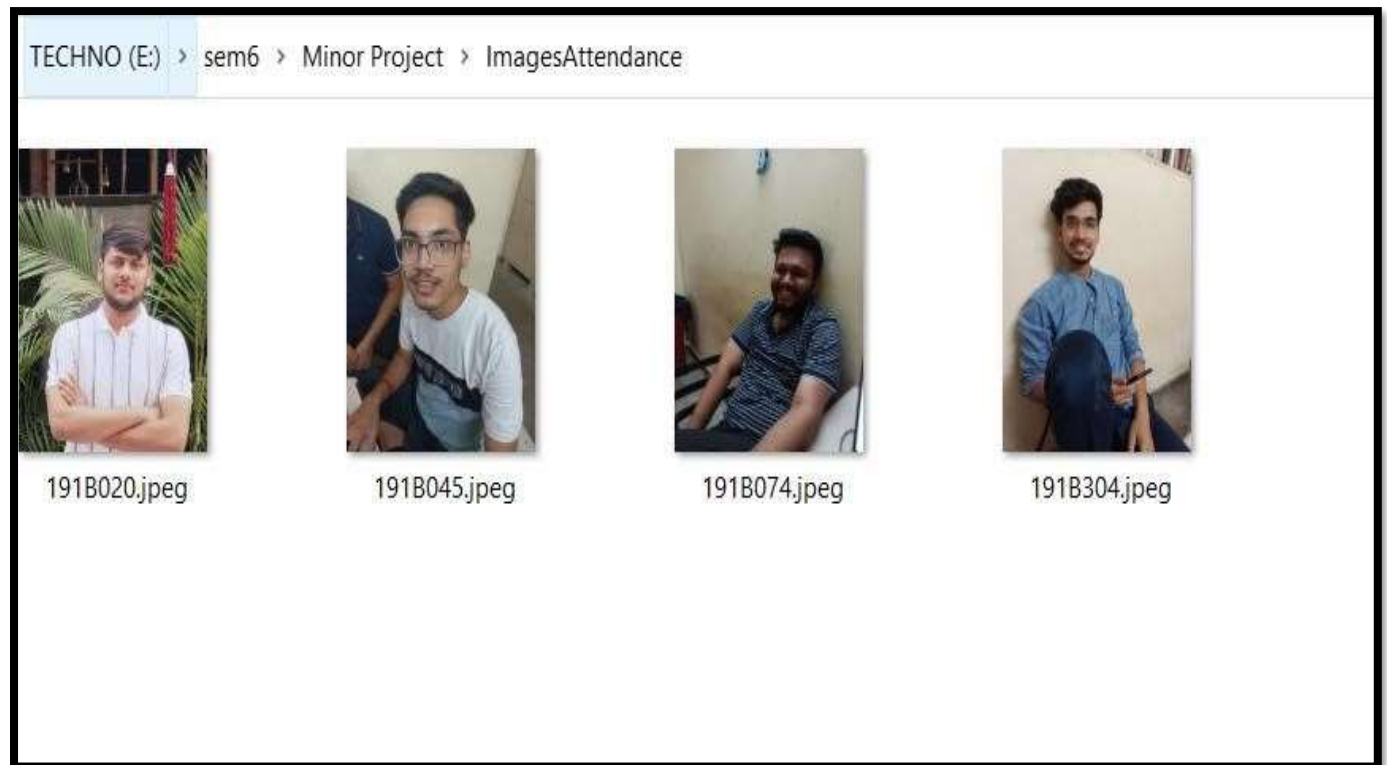 TECHNO (E:) > sem6 > Minor Project > ImagesAttendance
191B020.jpeg 191B045.jpeg 191B074.jpeg 191B304.jpeg